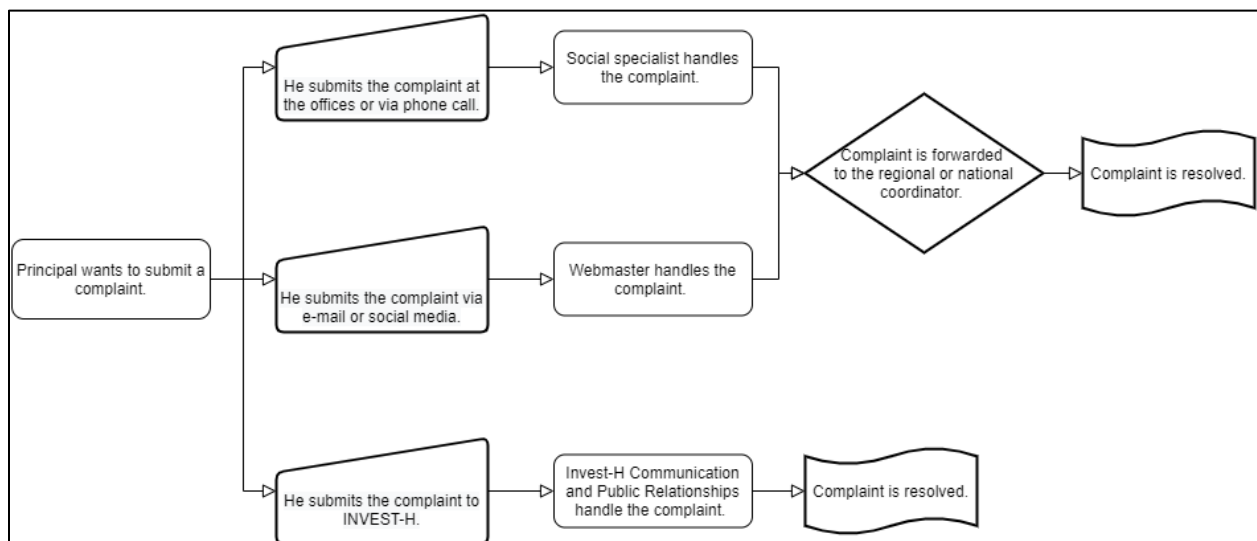 He submits the complaint at
the offices or via phone call.
Social specialist handles
the complaint.
Complaint is forwarded
to the regional or national
coordinator.
Complaint is resolved.
Principal wants to submit a
complaint.
He submits the complaint via
e-mail or social media.
Webmaster handles the
complaint.
He submits the complaint to
INVEST-H.
Invest-H Communication
and Public Relationships
handle the complaint.
Complaint is resolved.